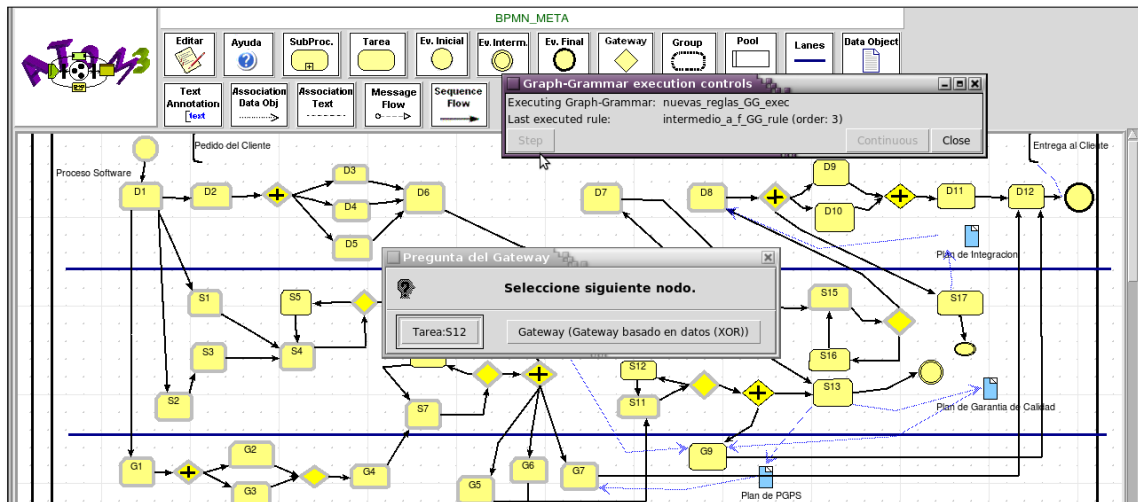 BPMN_META
ATOM3
Editar
Ayuda
SubProc.
Tarea
Ev. Inicial
Ev. Interm.
Ev. Final
Gateway
Group
Pool
Lanes
Data Object
Text
Annotation
[text
Association
Data Obj
Association
Text
Message
Flow
Sequence
Flow
Graph-Grammar execution controls
Executing Graph-Grammar: nuevas_reglas_GG_exec
Last executed rule: intermedio_a_f_GG_rule (order: 3)
Step
Continuous
Close
Pedido del Cliente
Entrega al Cliente
Proceso Software
D1
D2
D3
D4
D5
D6
D7
D8
D9
D10
D11
D12
Plan de Integracion
Pregunta del Gateway
Seleccione siguiente nodo.
Tarea:S12
Gateway (Gateway basado en datos (XOR))
S1
S5
S3
S4
S2
S7
S15
S16
S17
S12
S11
S13
Plan de Garantia de Calidad
G1
G2
G3
G4
G5
G6
G7
G9
Plan de PGPS